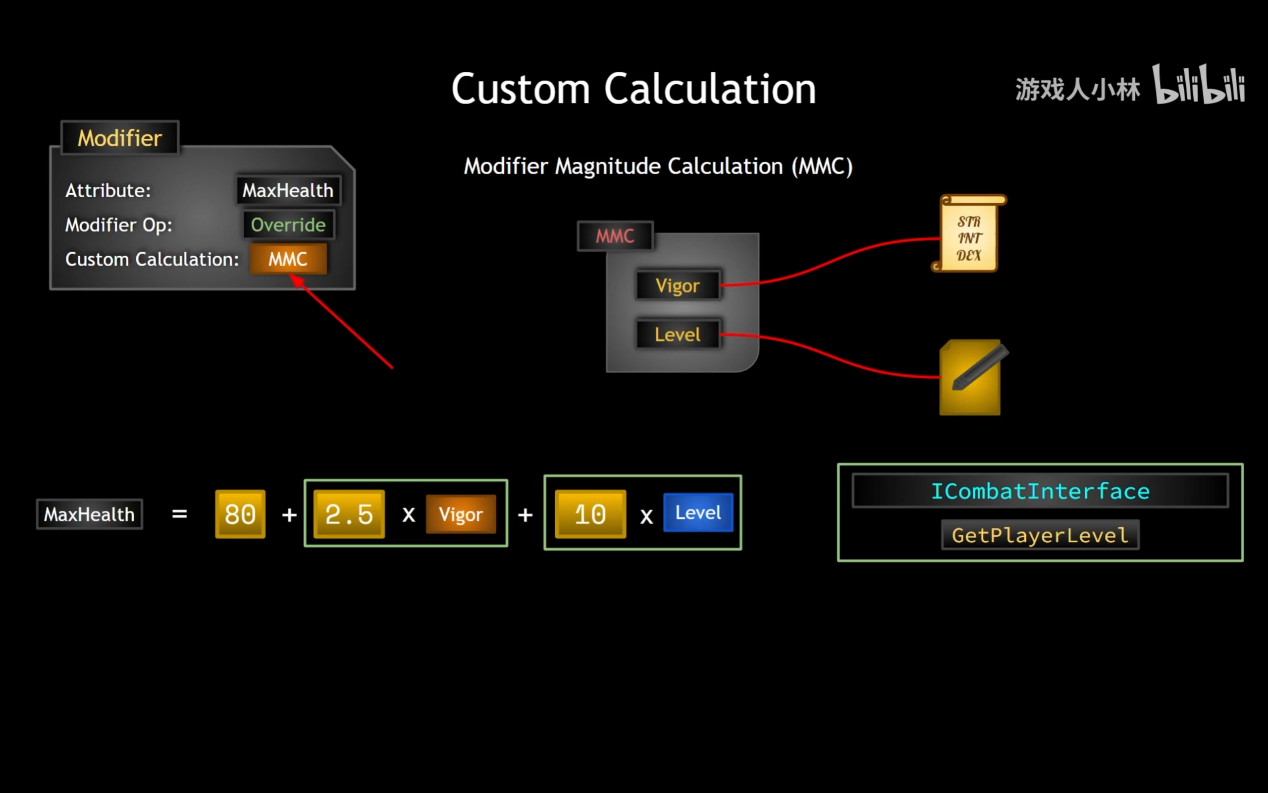 Custom Calculation
游戏人小林 bilibili
Modifier
Modifier Magnitude Calculation (MMC)
Attribute: MaxHealth
Modifier Op: Override
Custom Calculation: MMC
MMC
Vigor
Level
STR
INT
DEX
MaxHealth = 80 + 2.5 x Vigor + 10 x Level
ICombatInterface
GetPlayerLevel